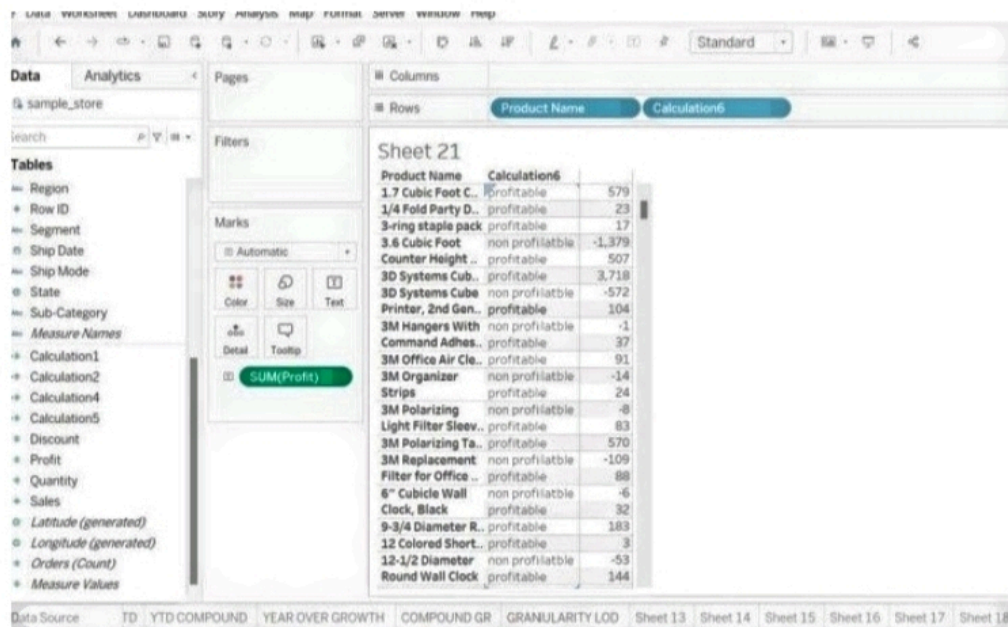 Data Worksheet Dashboard Story Analysis Map Format Server Window Help
Standard
Data Analytics
sample_store
Search
Tables
Region
Row ID
Segment
Ship Date
Ship Mode
State
Sub-Category
Measure Names
Calculation1
Calculation2
Calculation4
Calculation5
Discount
Profit
Quantity
Sales
Latitude (generated)
Longitude (generated)
Orders (Count)
Measure Values
Pages
Filters
Marks
Automatic
Color Size Text
Detail Tooltip
SUM(Profit)
Columns
Rows Product Name Calculation6
Sheet 21
Product Name Calculation6
1.7 Cubic Foot C.. profitable 579
1/4 Fold Party D.. profitable 23
3-ring staple pack profitable 17
3.6 Cubic Foot non profilatble -1,379
Counter Height .. profitable 507
3D Systems Cub.. profitable 3,718
3D Systems Cube non profilatble -572
Printer, 2nd Gen.. profitable 104
3M Hangers With non profilatble -1
Command Adhes.. profitable 37
3M Office Air Cle.. profitable 91
3M Organizer non profilatble -14
Strips profitable 24
3M Polarizing non profilatble -8
Light Filter Sleev.. profitable 83
3M Polarizing Ta.. profitable 570
3M Replacement non profilatble -109
Filter for Office .. profitable 88
6" Cubicle Wall non profilatble -6
Clock, Black profitable 32
9-3/4 Diameter R.. profitable 183
12 Colored Short.. profitable 3
12-1/2 Diameter non profilatble -53
Round Wall Clock profitable 144
Data Source TD YTD COMPOUND YEAR OVER GROWTH COMPOUND GR GRANULARITY LOD Sheet 13 Sheet 14 Sheet 15 Sheet 16 Sheet 17 Sheet 18